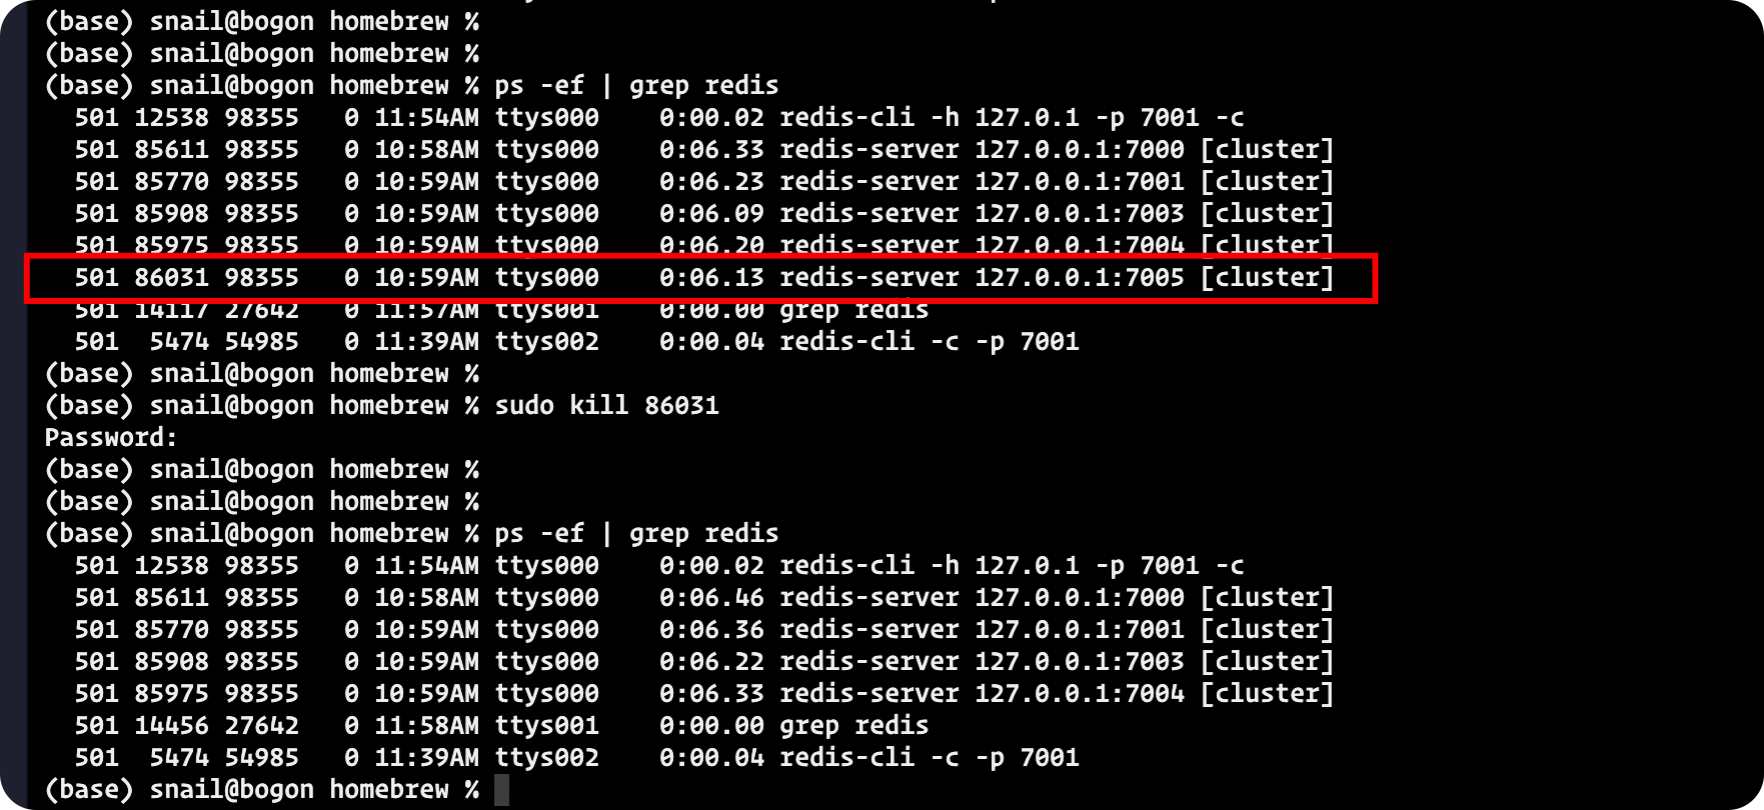 (base) snail@bogon homebrew %
(base) snail@bogon homebrew %
(base) snail@bogon homebrew % ps -ef | grep redis
  501 12538 98355   0 11:54AM ttys000    0:00.02 redis-cli -h 127.0.1 -p 7001 -c
  501 85611 98355   0 10:58AM ttys000    0:06.33 redis-server 127.0.0.1:7000 [cluster]
  501 85770 98355   0 10:59AM ttys000    0:06.23 redis-server 127.0.0.1:7001 [cluster]
  501 85908 98355   0 10:59AM ttys000    0:06.09 redis-server 127.0.0.1:7003 [cluster]
  501 85975 98355   0 10:59AM ttys000    0:06.20 redis-server 127.0.0.1:7004 [cluster]
  501 86031 98355   0 10:59AM ttys000    0:06.13 redis-server 127.0.0.1:7005 [cluster]
  501 14117 27642   0 11:57AM ttys001    0:00.00 grep redis
  501  5474 54985   0 11:39AM ttys002    0:00.04 redis-cli -c -p 7001
(base) snail@bogon homebrew %
(base) snail@bogon homebrew % sudo kill 86031
Password:
(base) snail@bogon homebrew %
(base) snail@bogon homebrew %
(base) snail@bogon homebrew % ps -ef | grep redis
  501 12538 98355   0 11:54AM ttys000    0:00.02 redis-cli -h 127.0.1 -p 7001 -c
  501 85611 98355   0 10:58AM ttys000    0:06.46 redis-server 127.0.0.1:7000 [cluster]
  501 85770 98355   0 10:59AM ttys000    0:06.36 redis-server 127.0.0.1:7001 [cluster]
  501 85908 98355   0 10:59AM ttys000    0:06.22 redis-server 127.0.0.1:7003 [cluster]
  501 85975 98355   0 10:59AM ttys000    0:06.33 redis-server 127.0.0.1:7004 [cluster]
  501 14456 27642   0 11:58AM ttys001    0:00.00 grep redis
  501  5474 54985   0 11:39AM ttys002    0:00.04 redis-cli -c -p 7001
(base) snail@bogon homebrew %